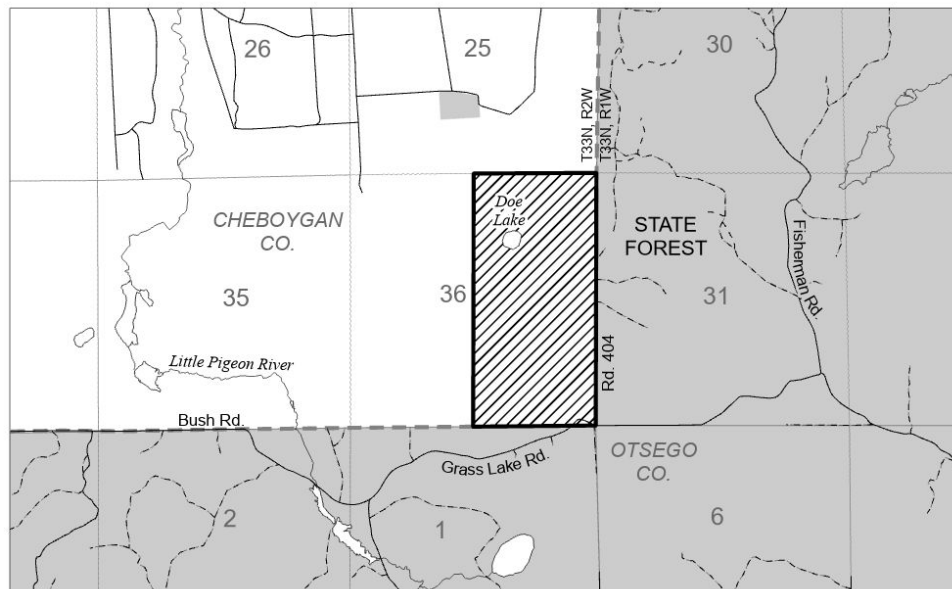 26
25
30
T33N, R2W
T33N, R1W
Doe
Lake
CHEBOYGAN
CO.
STATE
FOREST
Fisherman Rd.
35
36
31
Little Pigeon River
Rd. 404
Bush Rd.
Grass Lake Rd.
OTSEGO
CO.
2
1
6